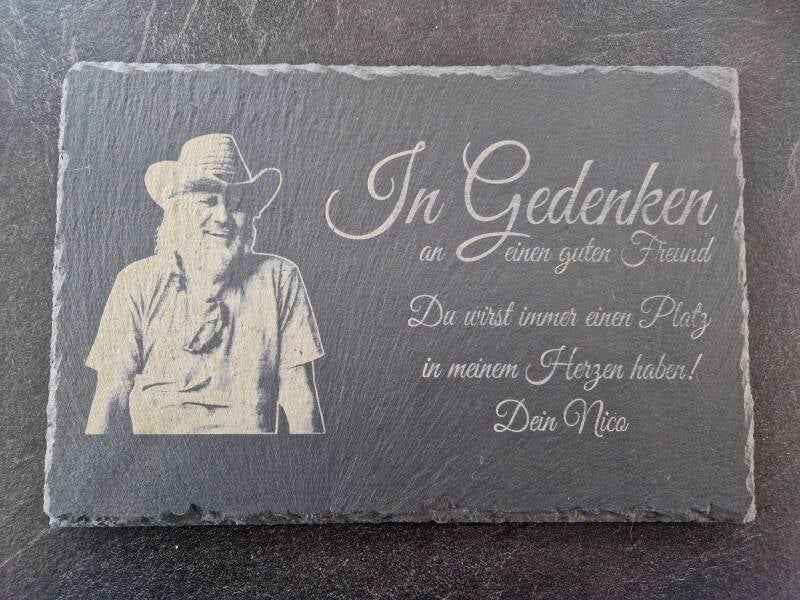 In Gedenken
an einen guten Freund
Du wirst immer einen Platz
in meinem Herzen haben!
Dein Nico